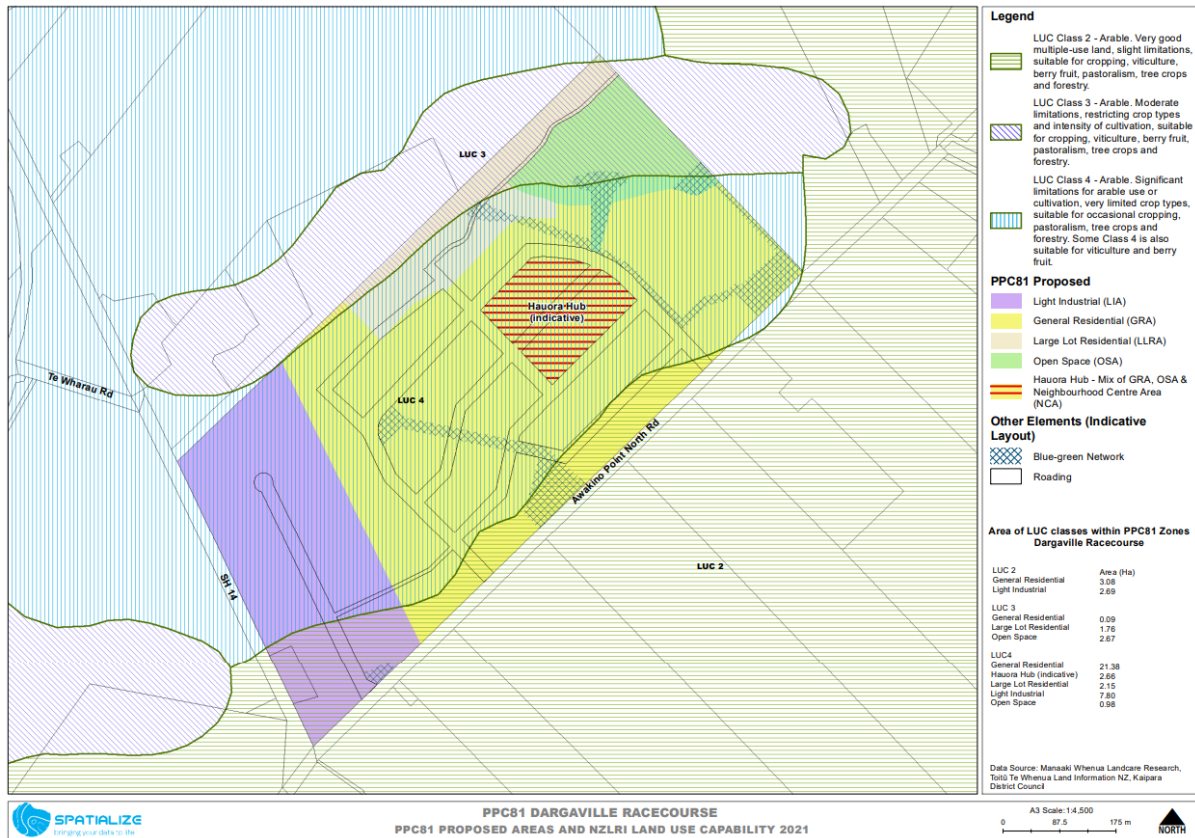 LUC 3
Hauora Hub
(indicative)
Te Wharau Rd
LUC 4
Awakino Point North Rd
SH 14
LUC 2
Legend
LUC Class 2 - Arable. Very good
multiple-use land, slight limitations,
suitable for cropping, viticulture,
berry fruit, pastoralism, tree crops
and forestry.
LUC Class 3 - Arable. Moderate
limitations, restricting crop types
and intensity of cultivation, suitable
for cropping, viticulture, berry fruit,
pastoralism, tree crops and
forestry.
LUC Class 4 - Arable. Significant
limitations for arable use or
cultivation, very limited crop types,
suitable for occasional cropping,
pastoralism, tree crops and
forestry. Some Class 4 is also
suitable for viticulture and berry
fruit.
PPC81 Proposed
Light Industrial (LIA)
General Residential (GRA)
Large Lot Residential (LLRA)
Open Space (OSA)
Hauora Hub - Mix of GRA, OSA &
Neighbourhood Centre Area
(NCA)
Other Elements (Indicative
Layout)
Blue-green Network
Roading
Area of LUC classes within PPC81 Zones
Dargaville Racecourse
LUC 2 Area (Ha)
General Residential 3.08
Light Industrial 2.69
LUC 3
General Residential 0.09
Large Lot Residential 1.76
Open Space 2.67
LUC4
General Residential 21.38
Hauora Hub (indicative) 2.66
Large Lot Residential 2.15
Light Industrial 7.80
Open Space 0.98
Data Source: Manaaki Whenua Landcare Research,
Toitū Te Whenua Land Information NZ, Kaipara
District Council
SPATIALIZE
bringing your data to life
PPC81 DARGAVILLE RACECOURSE
PPC81 PROPOSED AREAS AND NZLRI LAND USE CAPABILITY 2021
A3 Scale: 1:4,500
0 87.5 175 m
NORTH